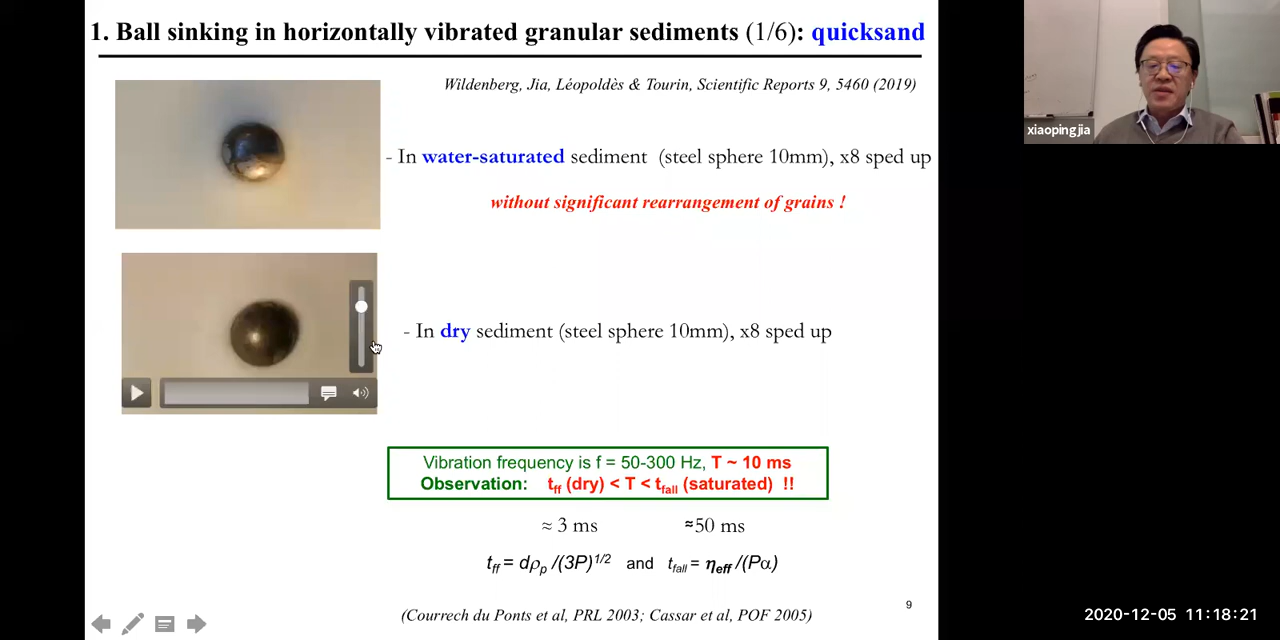 1. Ball sinking in horizontally vibrated granular sediments (1/6): quicksand
Wildenberg, Jia, Léopoldès & Tourin, Scientific Reports 9, 5460 (2019)
- In water-saturated sediment (steel sphere 10mm), x8 sped up
without significant rearrangement of grains !
- In dry sediment (steel sphere 10mm), x8 sped up
Vibration frequency is f = 50-300 Hz, T ~ 10 ms
Observation: tff (dry) < T < tfall (saturated) !!
≈ 3 ms ≈50 ms
tff = dρp /(3P)1/2 and tfall = ηeff /(Pα)
(Courrech du Ponts et al, PRL 2003; Cassar et al, POF 2005)
9
xiaoping jia
2020-12-05 11:18:21